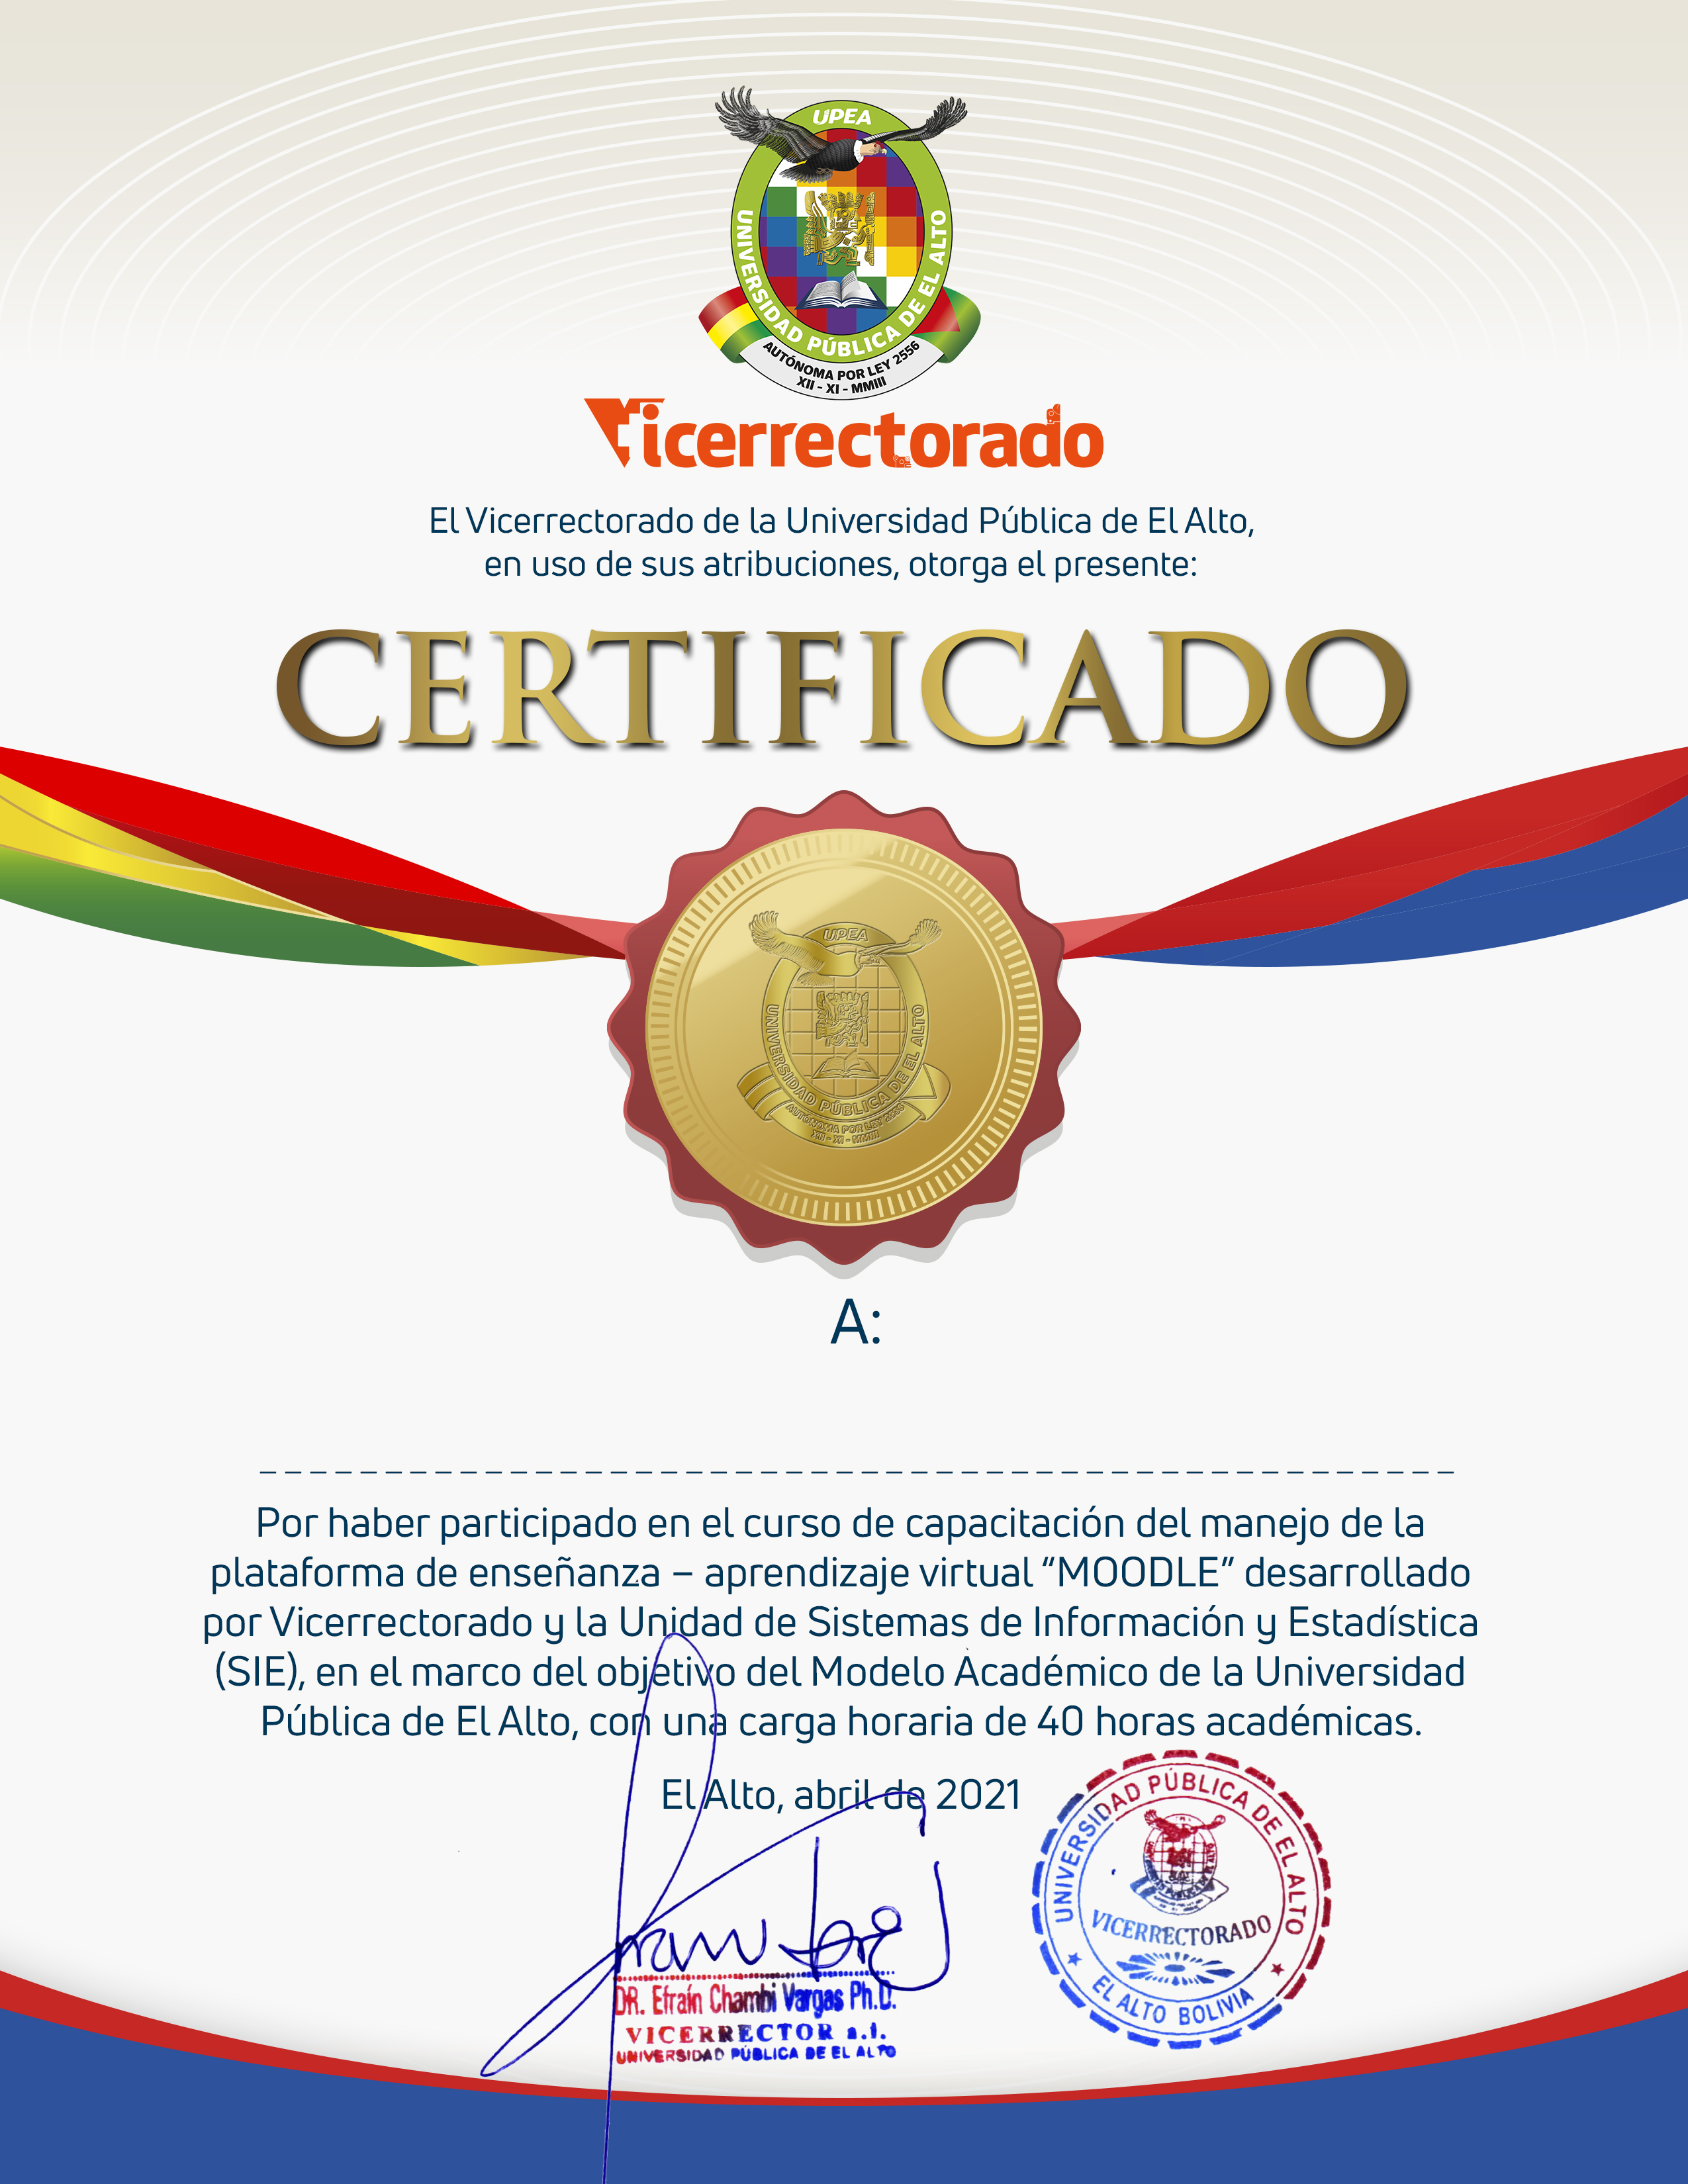 UPEA
UNIVERSIDAD PÚBLICA DE EL ALTO
AUTÓNOMA POR LEY 2556
XII - XI - MMIII
Vicerrectorado
El Vicerrectorado de la Universidad Pública de El Alto,
en uso de sus atribuciones, otorga el presente:
CERTIFICADO
UPEA
UNIVERSIDAD PÚBLICA DE EL ALTO
AUTÓNOMA POR LEY 2556
XII - XI - MMIII
A:
Por haber participado en el curso de capacitación del manejo de la
plataforma de enseñanza – aprendizaje virtual “MOODLE” desarrollado
por Vicerrectorado y la Unidad de Sistemas de Información y Estadística
(SIE), en el marco del objetivo del Modelo Académico de la Universidad
Pública de El Alto, con una carga horaria de 40 horas académicas.
El Alto, abril de 2021
DR. Efraín Chambi Vargas Ph.D.
VICERRECTOR a.i.
UNIVERSIDAD PÚBLICA DE EL ALTO
UNIVERSIDAD PÚBLICA DE EL ALTO
VICERRECTORADO
EL ALTO BOLIVIA